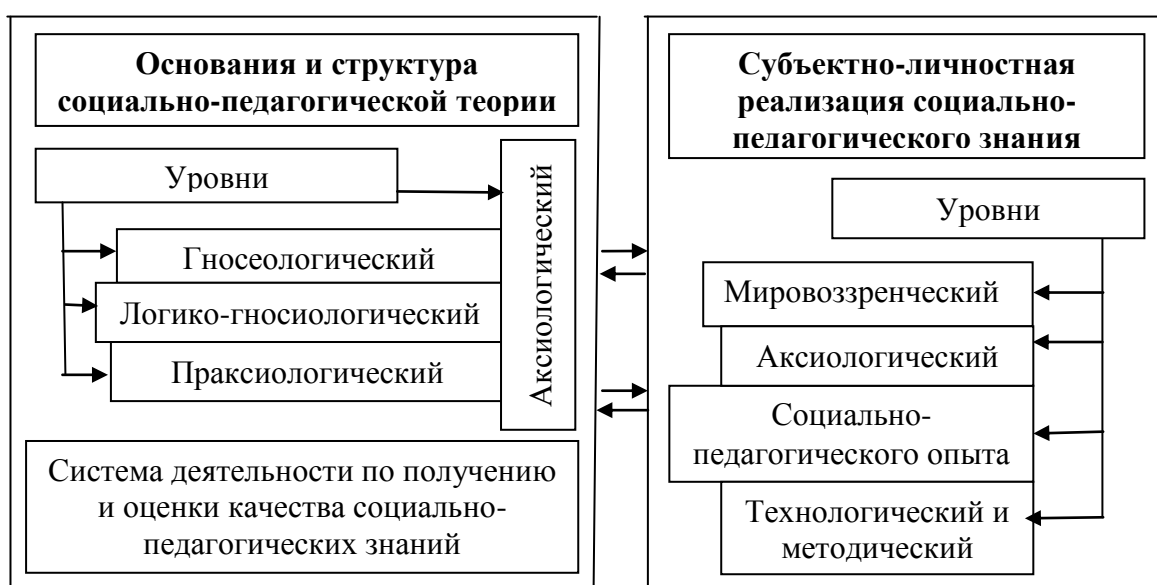 Основания и структура
социально-педагогической теории
Уровни
Аксиологический
Гносеологический
Логико-гносиологический
Праксиологический
Система деятельности по получению
и оценки качества социально-
педагогических знаний
Субъектно-личностная
реализация социально-
педагогического знания
Уровни
Мировоззренческий
Аксиологический
Социально-
педагогического опыта
Технологический и
методический